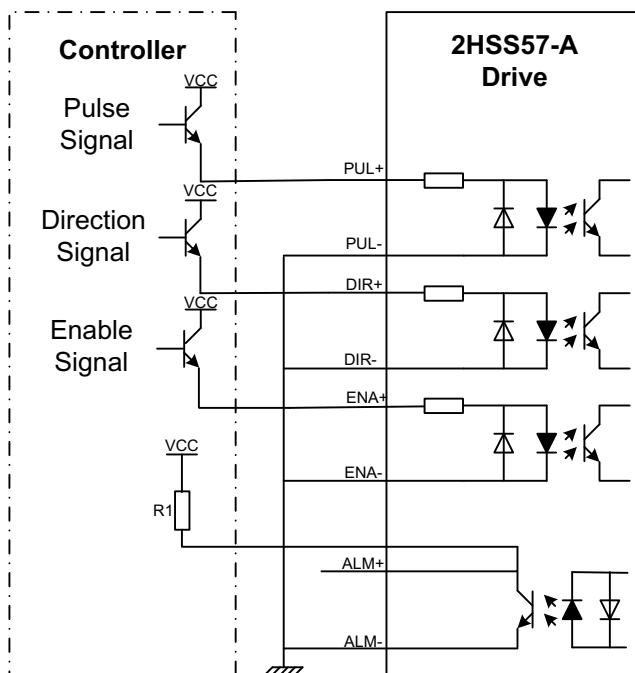 Controller
2HSS57-A
Drive
VCC
Pulse
Signal
PUL+
VCC
Direction
Signal
PUL-
DIR+
VCC
Enable
Signal
DIR-
ENA+
VCC
ENA-
R1
ALM+
ALM-